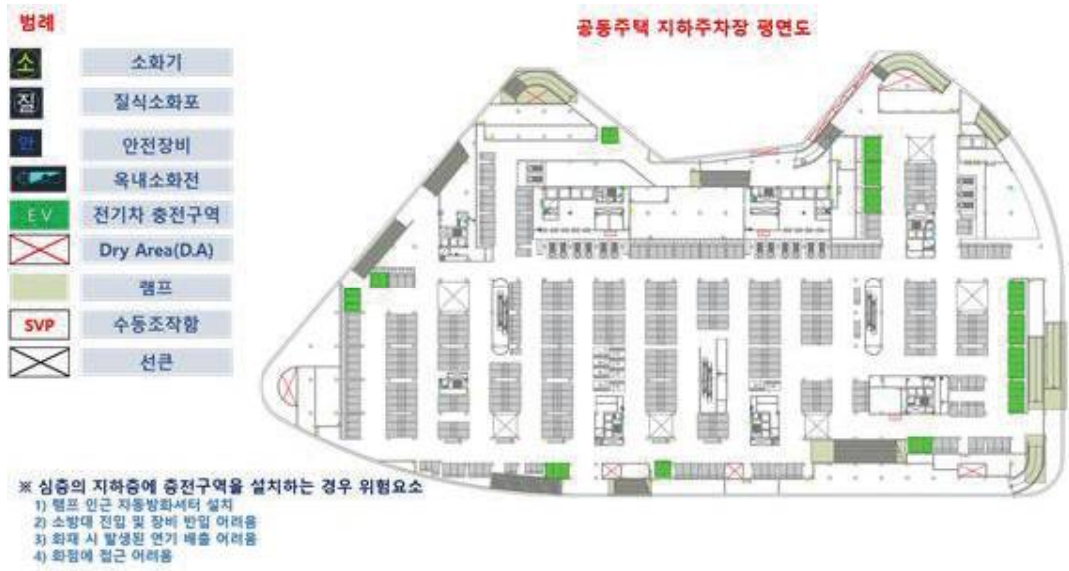 범례
공동주택 지하주차장 평면도
소 소화기
질 질식소화포
안 안전장비
옥내소화전
EV 전기차 충전구역
Dry Area(D.A)
램프
SVP 수동조작함
선큰
※ 심층의 지하층에 충전구역을 설치하는 경우 위험요소
1) 램프 인근 자동방화셔터 설치
2) 소방대 진입 및 장비 반입 어려움
3) 화재 시 발생된 연기 배출 어려움
4) 화점에 접근 어려움